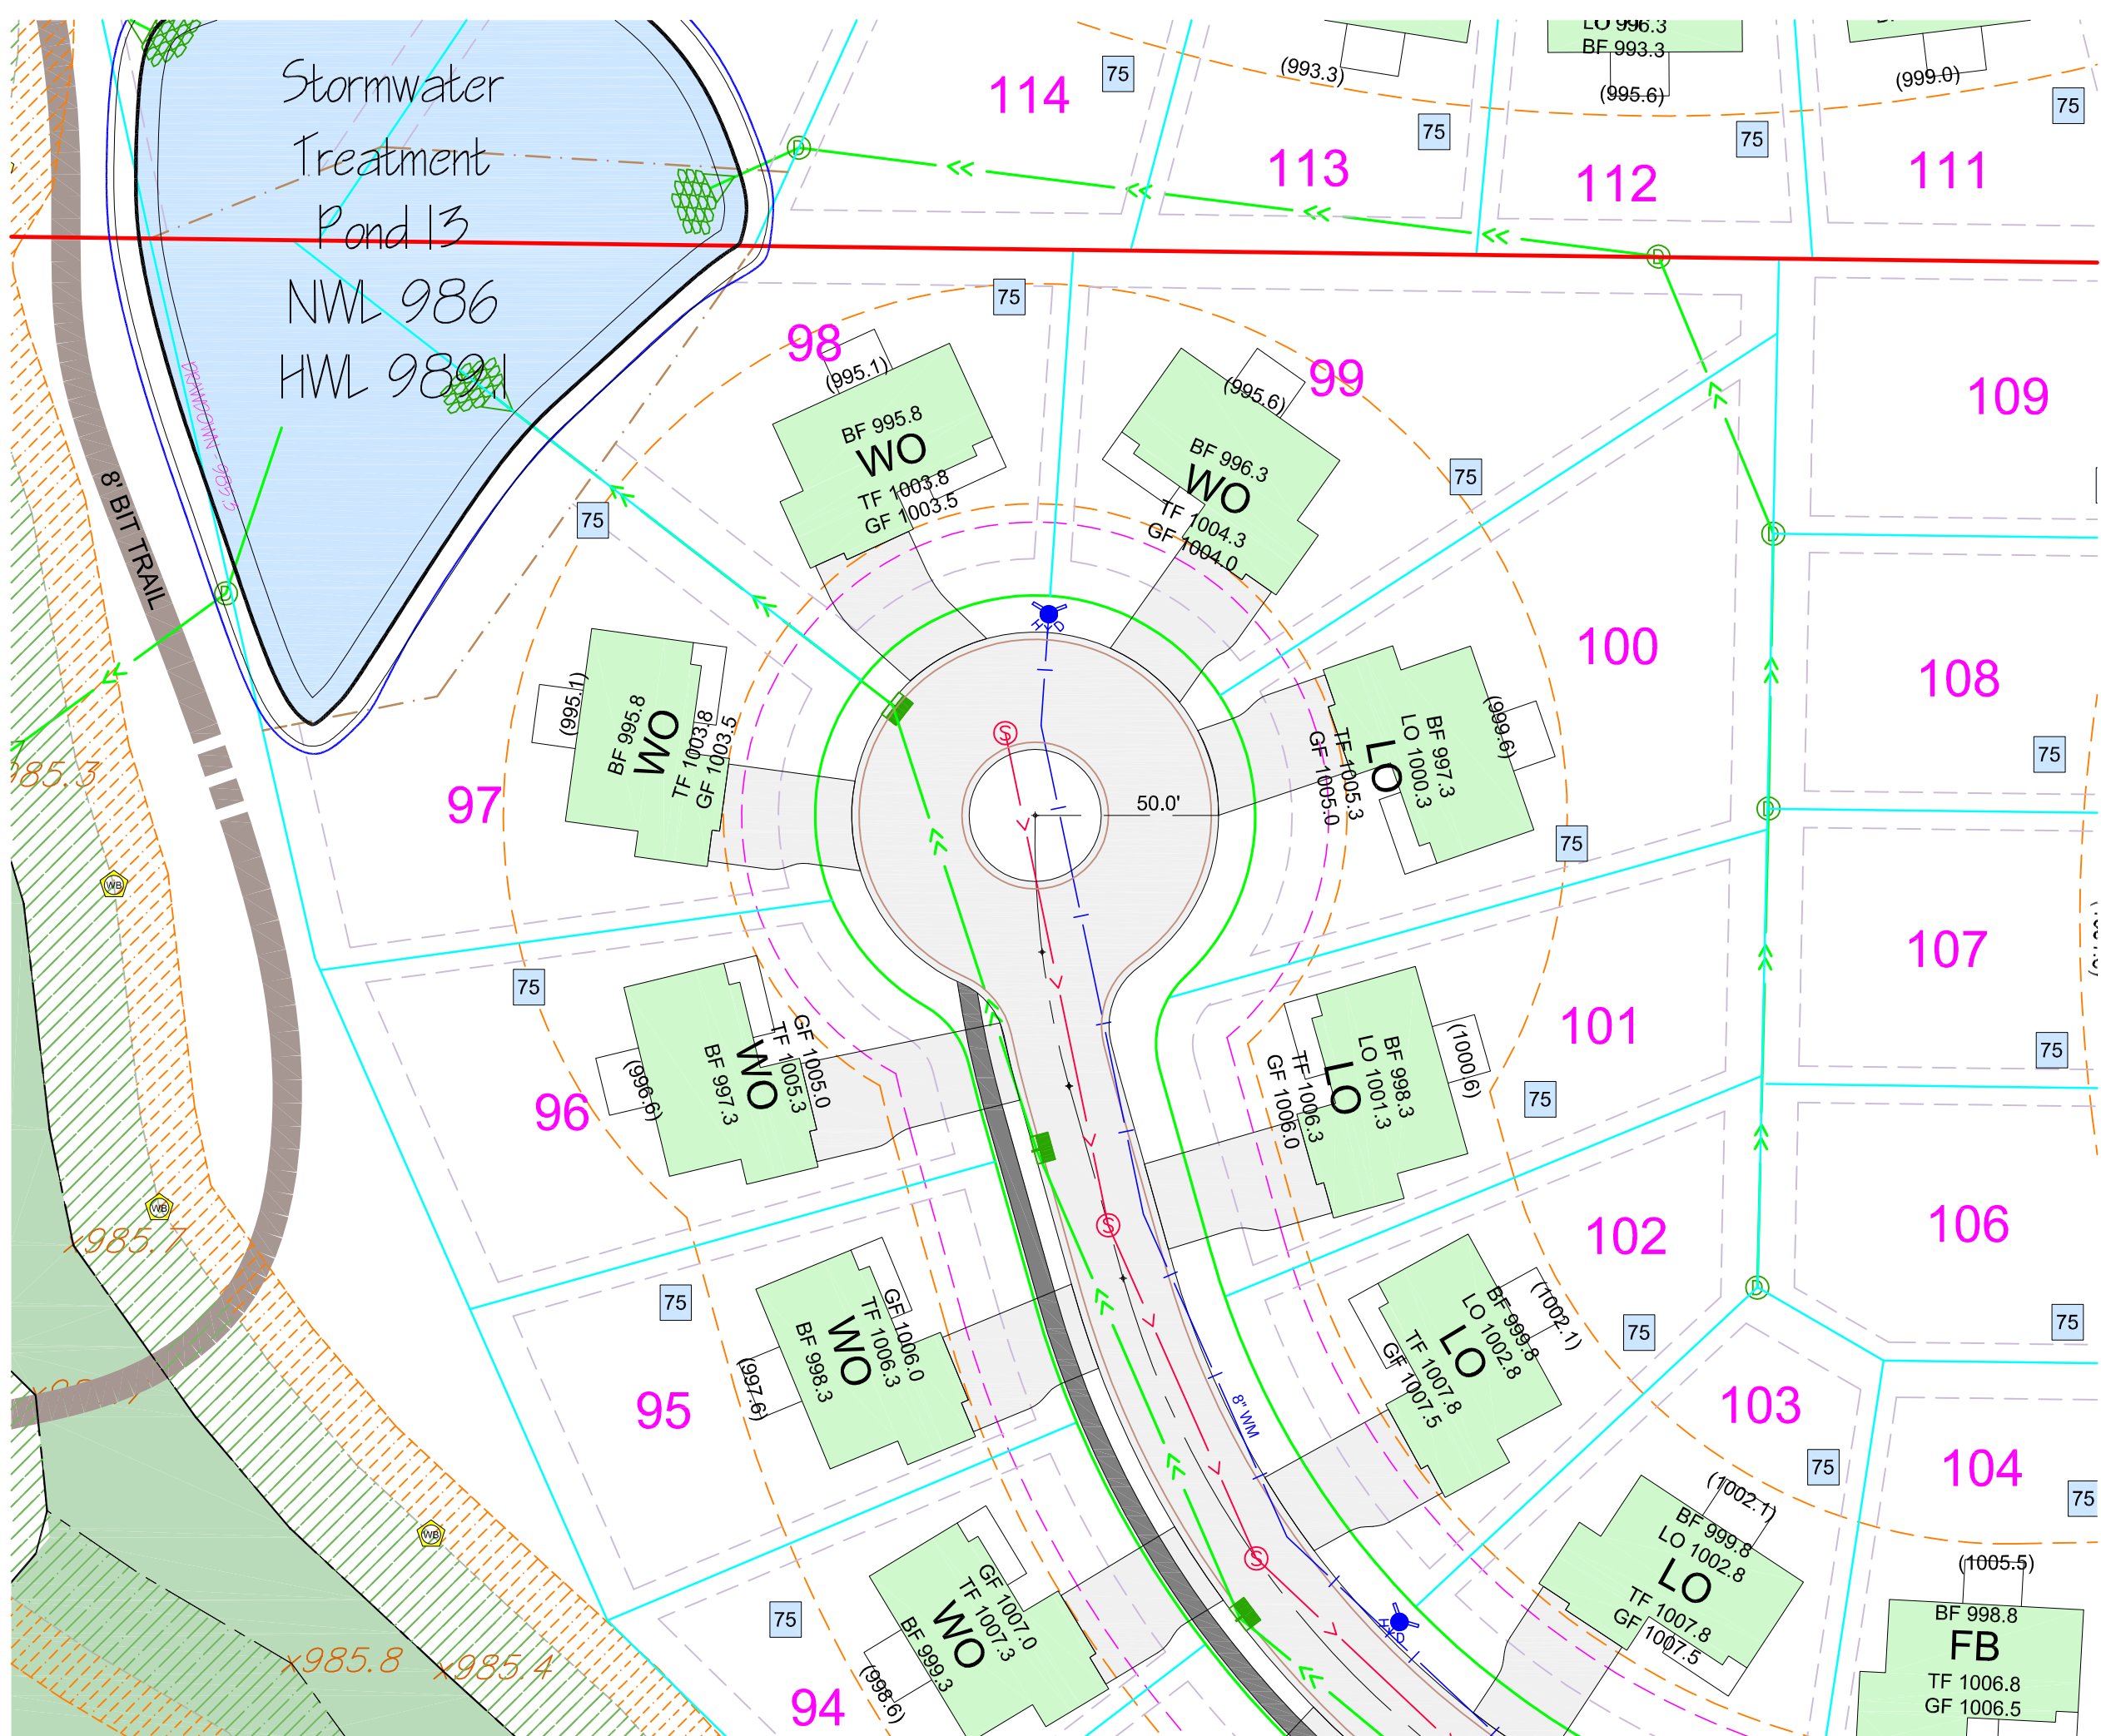 Stormwater
Treatment
Pond 13
NWL 986
HWL 989.1
DRAWDOWN - 985.5
8' BIT TRAIL
LO 996.3
BF 993.3
(993.3)
(995.6)
(999.0)
114
75
113
75
112
75
111
75
98
75
(995.1)
BF 995.8
WO
TF 1003.8
GF 1003.5
99
75
(995.6)
BF 996.3
WO
TF 1004.3
GF 1004.0
109
75
(995.1)
BF 995.8
WO
TF 1003.8
GF 1003.5
97
HYD
S
50.0'
100
75
(999.6)
BF 997.3
LO 1000.3
LO
TF 1005.3
GF 1005.0
108
75
D
D
D
D
D
D
985.3
WB
75
96
(996.6)
BF 997.3
WO
TF 1005.3
GF 1005.0
101
75
(1000.6)
BF 998.3
LO 1001.3
LO
TF 1006.3
GF 1006.0
107
75
WB
x985.7
S
75
95
(997.6)
BF 998.3
WO
TF 1006.3
GF 1006.0
8" WM
102
75
(1002.1)
BF 999.8
LO 1002.8
LO
TF 1007.8
GF 1007.5
106
75
103
75
104
75
WB
x985.8
x985.4
75
94
(998.6)
BF 999.3
WO
TF 1007.3
GF 1007.0
S
HYD
(1002.1)
BF 999.8
LO 1002.8
LO
TF 1007.8
GF 1007.5
(1005.5)
BF 998.8
FB
TF 1006.8
GF 1006.5